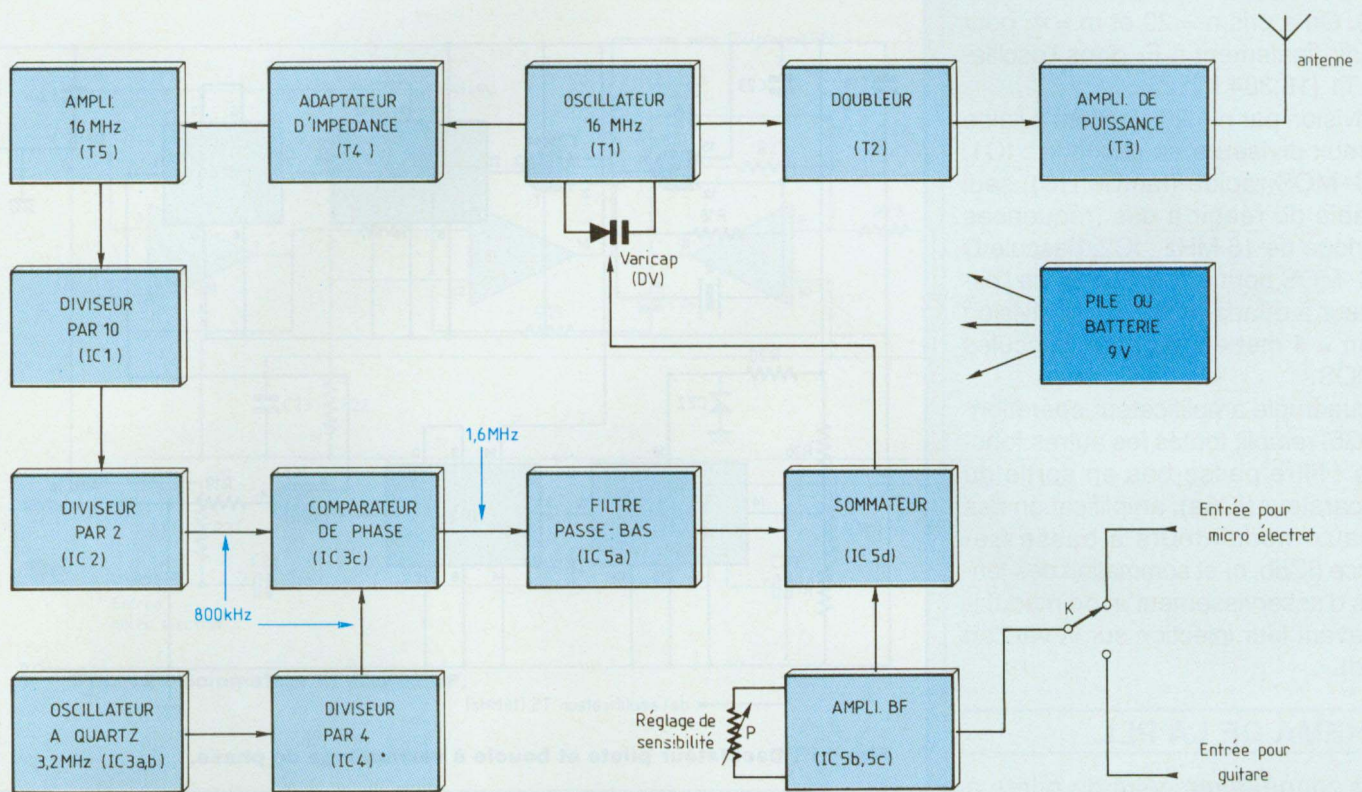 antenne
AMPLI.
16 MHz
(T5)
ADAPTATEUR
D'IMPEDANCE
(T4)
OSCILLATEUR
16 MHz
(T1)
DOUBLEUR
(T2)
AMPLI. DE
PUISSANCE
(T3)
Varicap
(DV)
DIVISEUR
PAR 10
(IC1)
PILE OU
BATTERIE
9 V
1,6MHz
DIVISEUR
PAR 2
(IC 2)
COMPARATEUR
DE PHASE
(IC 3c)
FILTRE
PASSE-BAS
(IC 5a)
SOMMATEUR
(IC 5d)
Entrée pour
micro électret
800kHz
K
OSCILLATEUR
A QUARTZ
3,2MHz (IC3a,b)
DIVISEUR
PAR 4
(IC4)
Réglage de
sensibilité
P
AMPLI. BF
(IC5b, 5c)
Entrée pour
guitare